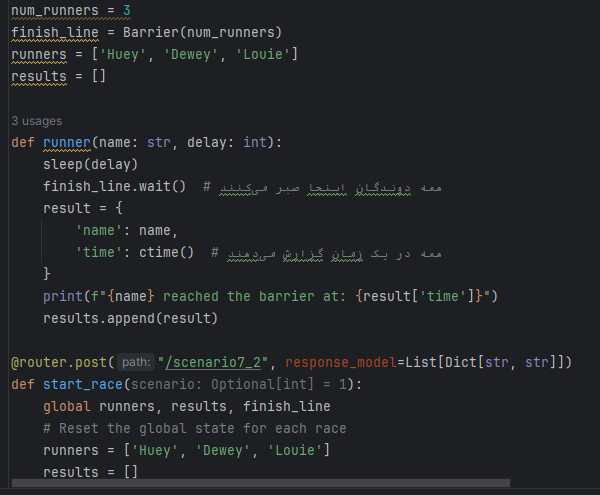 num_runners = 3
finish_line = Barrier(num_runners)
runners = ['Huey', 'Dewey', 'Louie']
results = []
3 usages
def runner(name: str, delay: int):
    sleep(delay)
    finish_line.wait()  # همه دوندگان اینجا صبر می‌کنند
    result = {
        'name': name,
        'time': ctime()  # همه در یک زمان گزارش می‌دهند
    }
    print(f"{name} reached the barrier at: {result['time']}")
    results.append(result)
@router.post(path: "/scenario7_2", response_model=List[Dict[str, str]])
def start_race(scenario: Optional[int] = 1):
    global runners, results, finish_line
    # Reset the global state for each race
    runners = ['Huey', 'Dewey', 'Louie']
    results = []